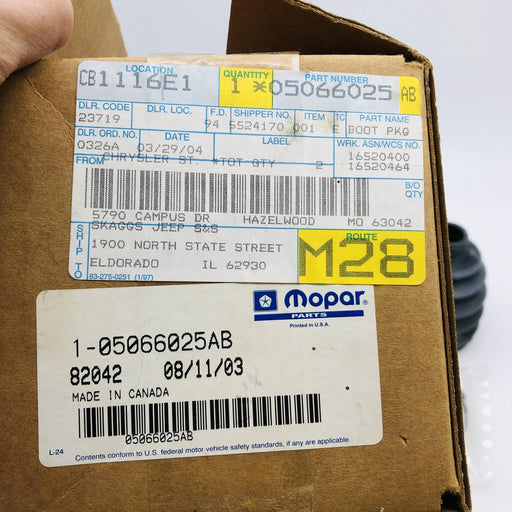 LOCATION QUANTITY PART NUMBER
CB1116E1 1 *05066025 AB
DLR. CODE DLR. LOC. F.D. SHIPPER NO. ITEM TC
23719 94 5524170 001 E BOOT PKG
DLR. ORD NO. DATE LABEL WRK. ASN/WCS NO.
0326A 03/29/04 16520400
FROM CHRYSLER ST. *TOT QTY 2 16520464
B/O QTY
5790 CAMPUS DR HAZELWOOD MO 63042
SHIP TO
SKAGGS JEEP S&S
1900 NORTH STATE STREET
ELDORADO IL 62930
ROUTE
M28
83-275-0251 (1/97)
Mopar
PARTS
Printed in U.S.A.
1-05066025AB
82042 08/11/03
MADE IN CANADA
05066025AB
L-24
Contents conform to U.S. federal motor vehicle safety standards, if any are applicable.